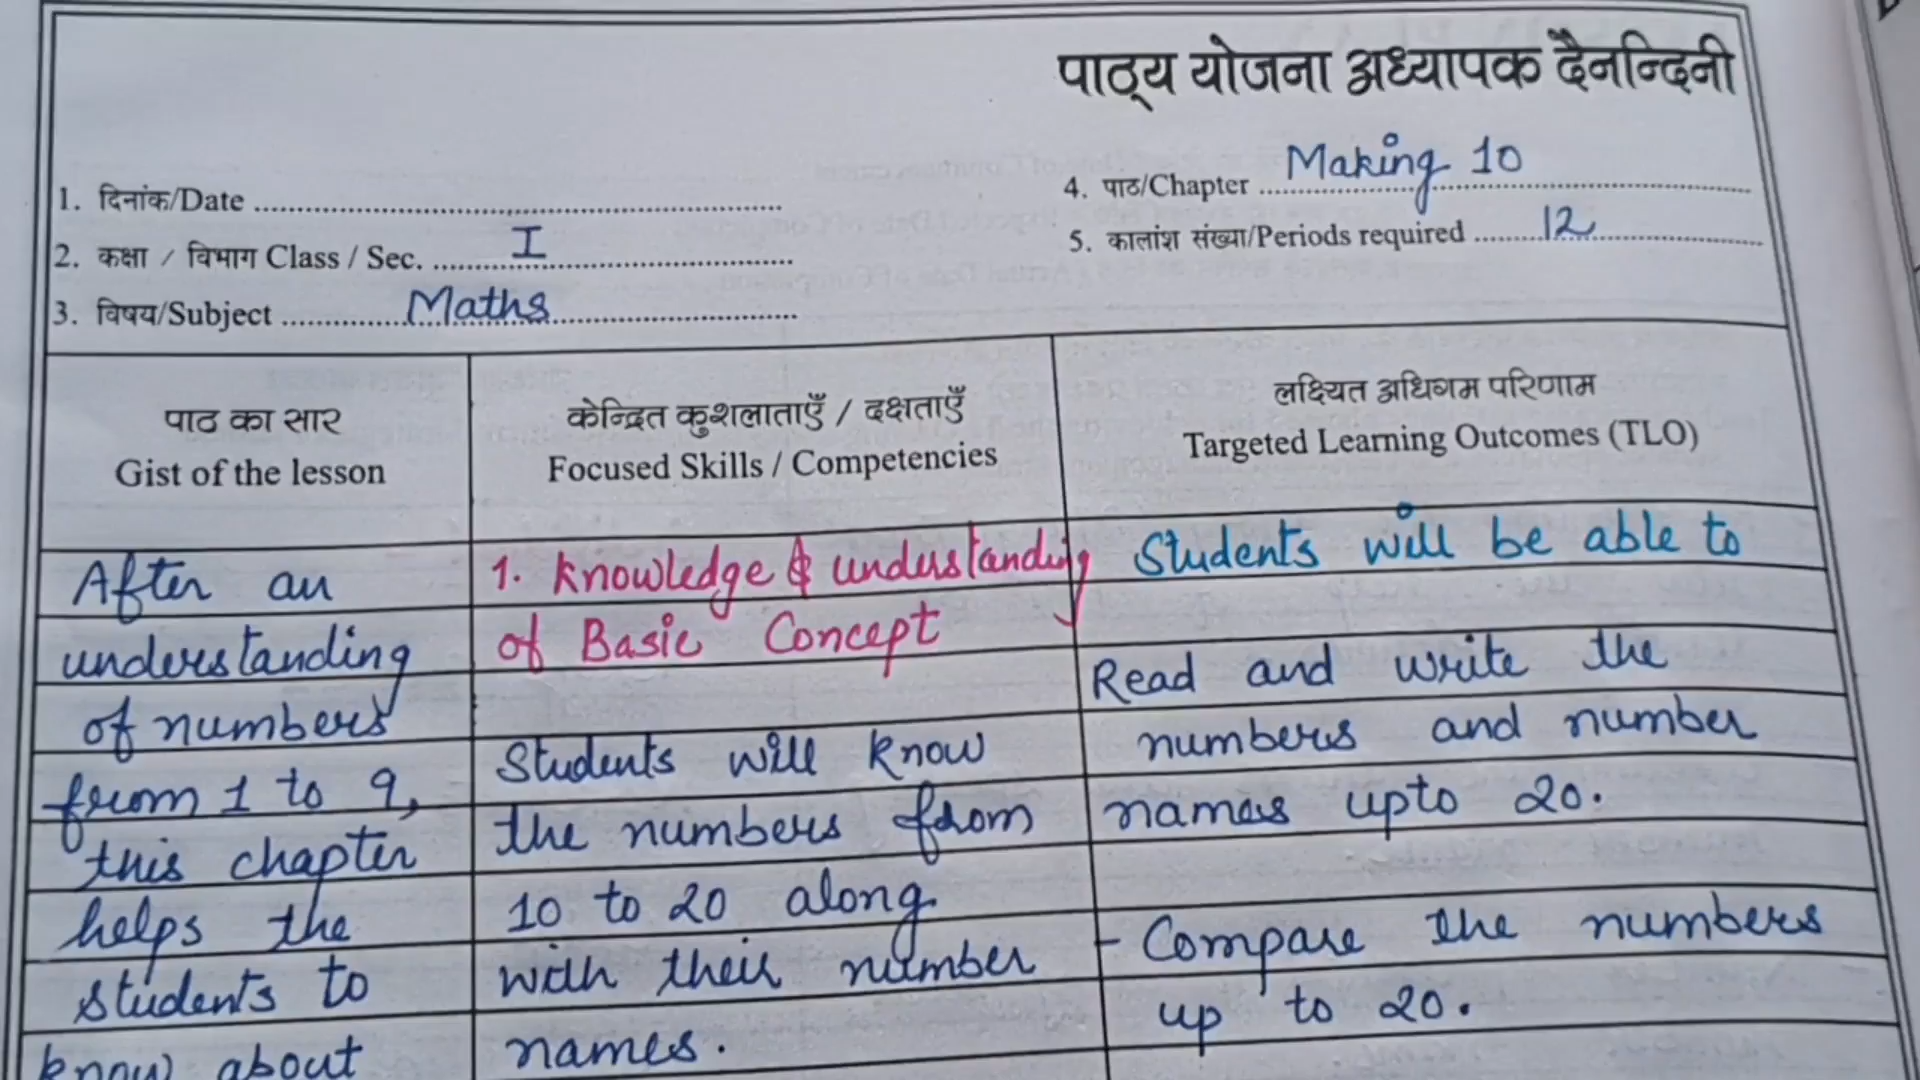 पाठ्य योजना अध्यापक दैनन्दिनी
1. दिनांक/Date ........................
2. कक्षा / विभाग Class / Sec. ........ I ........
3. विषय/Subject ........ Maths ........
4. पाठ/Chapter ........ Making 10 ........
5. कालांश संख्या/Periods required ........ 12 ........
पाठ का सार
Gist of the lesson
After an
understanding
of numbers
from 1 to 9,
this chapter
helps the
students to
know about
केन्द्रित कुशलाताएँ / दक्षताएँ
Focused Skills / Competencies
1. Knowledge & understanding
of Basic Concept
Students will know
the numbers from
10 to 20 along
with their number
names.
लक्ष्यित अधिगम परिणाम
Targeted Learning Outcomes (TLO)
Students will be able to
Read and write the
numbers and number
names upto 20.
- Compare the numbers
up to 20.